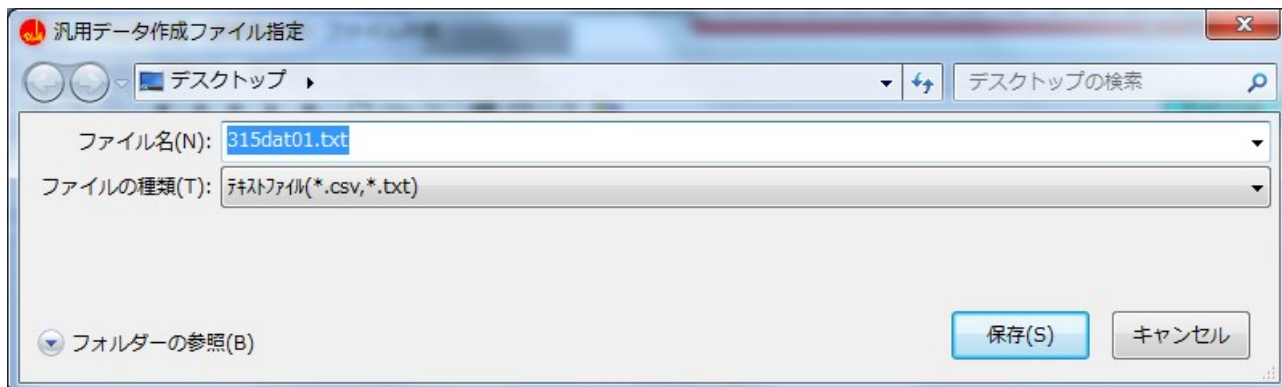 汎用データ作成ファイル指定
デスクトップ
デスクトップの検索
ファイル名(N): 315dat01.txt
ファイルの種類(T): ﾃｷｽﾄﾌｧｲﾙ(*.csv,*.txt)
フォルダーの参照(B)
保存(S)
キャンセル